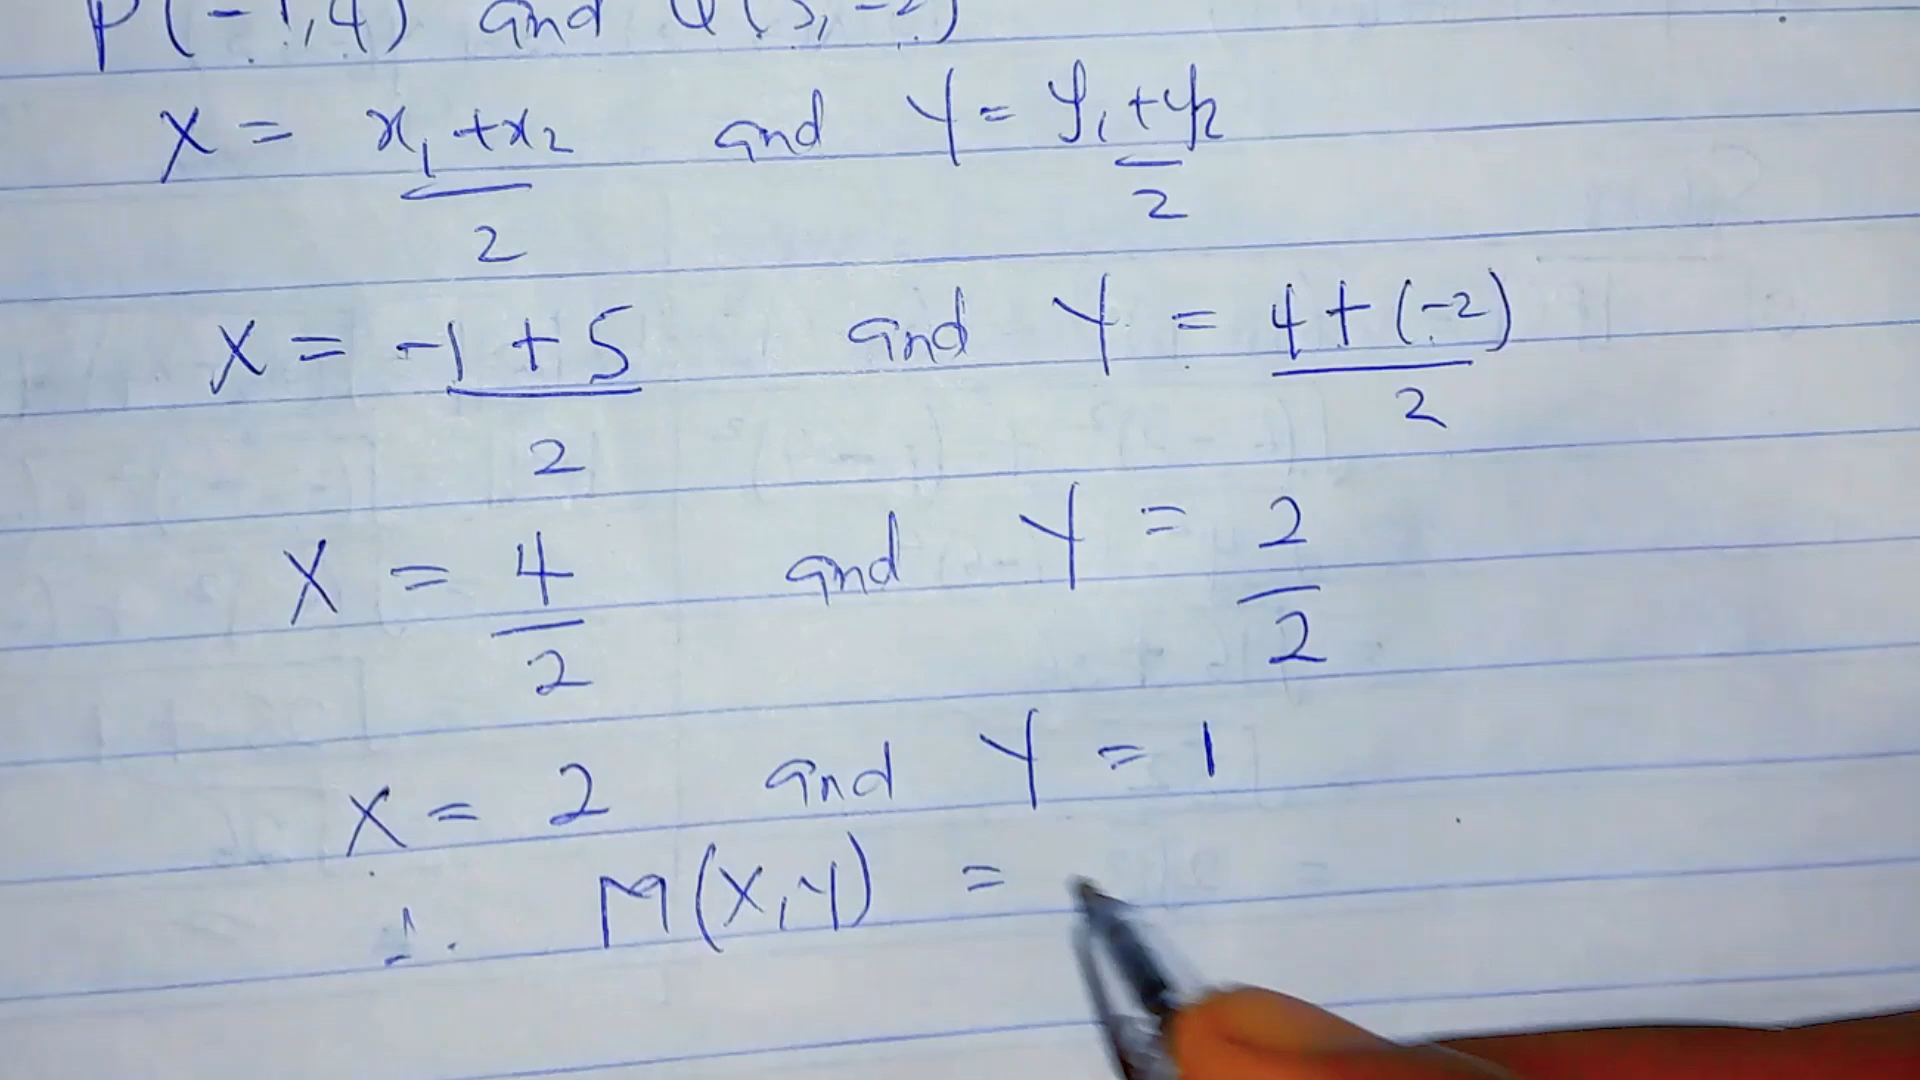 P(-1,4) and Q(5,-2)
X = x₁+x₂/2 and Y = y₁+y₂/2
X = -1+5/2 and Y = 4+(-2)/2
X = 4/2 and Y = 2/2
X = 2 and Y = 1
∴ M(X,Y) =